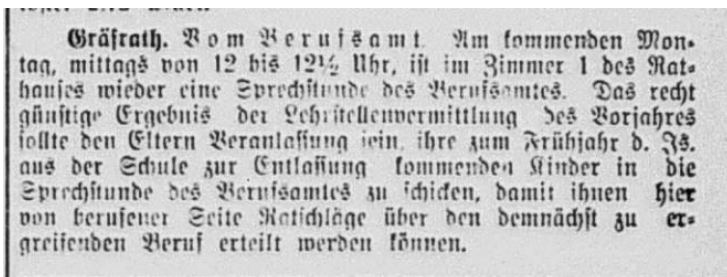 Gräfrath. Vom Berufsamt. Am kommenden Mon-
tag, mittags von 12 bis 12½ Uhr, ist im Zimmer 1 des Rat-
hauses wieder eine Sprechstunde des Berufsamtes. Das recht
günstige Ergebnis der Lehrstellenvermittlung des Vorjahres
sollte den Eltern Veranlassung sein, ihre zum Frühjahr d. Js.
aus der Schule zur Entlassung kommenden Kinder in die
Sprechstunde des Berufsamtes zu schicken, damit ihnen hier
von berufener Seite Ratschläge über den demnächst zu er-
greifenden Beruf erteilt werden können.